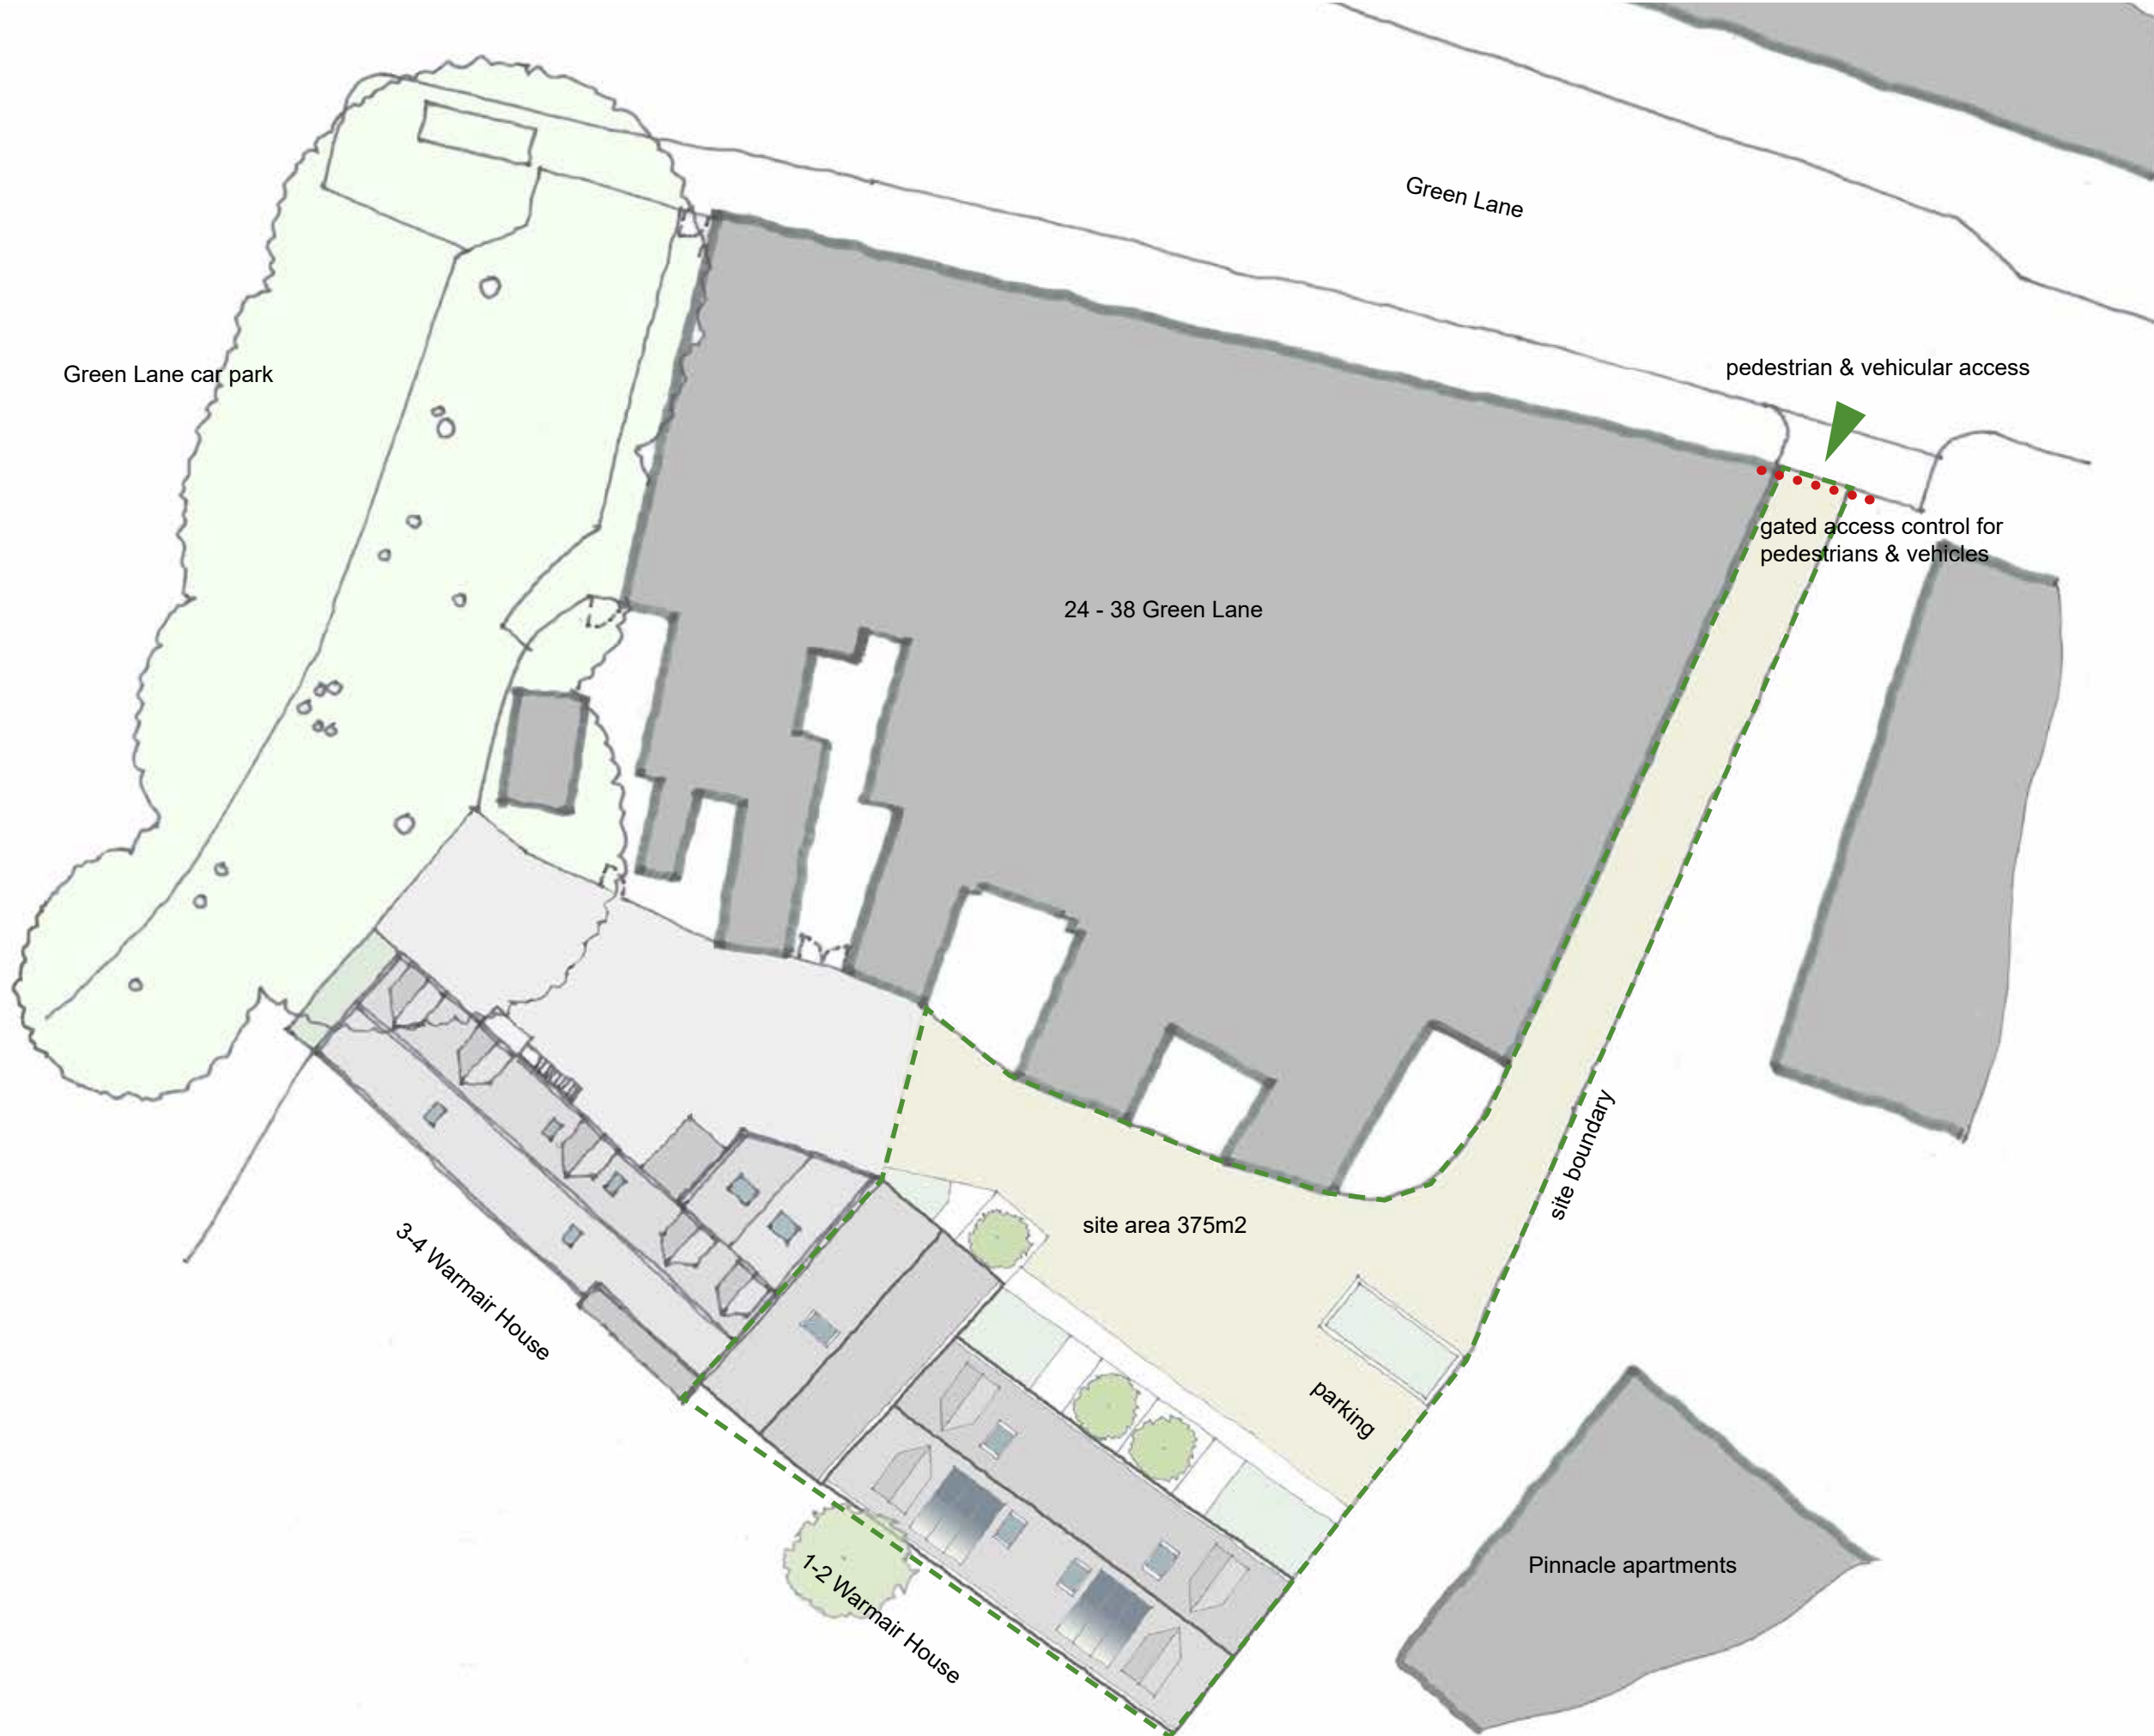 Green Lane
pedestrian & vehicular access
Green Lane car park
gated access control for
pedestrians & vehicles
24 - 38 Green Lane
site boundary
site area 375m2
3-4 Warmair House
parking
1-2 Warmair House
Pinnacle apartments